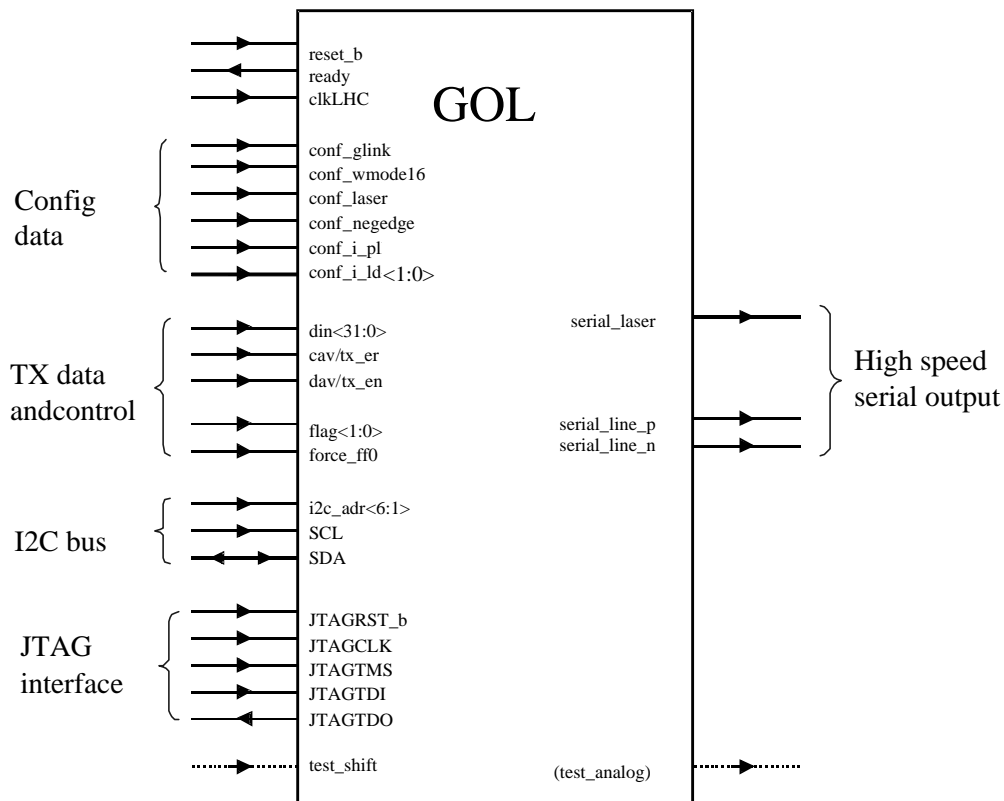 GOL
reset_b
ready
clkLHC
Config
data
conf_glink
conf_wmode16
conf_laser
conf_negedge
conf_i_pl
conf_i_ld<1:0>
TX data
andcontrol
din<31:0>
cav/tx_er
dav/tx_en
flag<1:0>
force_ff0
I2C bus
i2c_adr<6:1>
SCL
SDA
JTAG
interface
JTAGRST_b
JTAGCLK
JTAGTMS
JTAGTDI
JTAGTDO
test_shift
serial_laser
serial_line_p
serial_line_n
High speed
serial output
(test_analog)